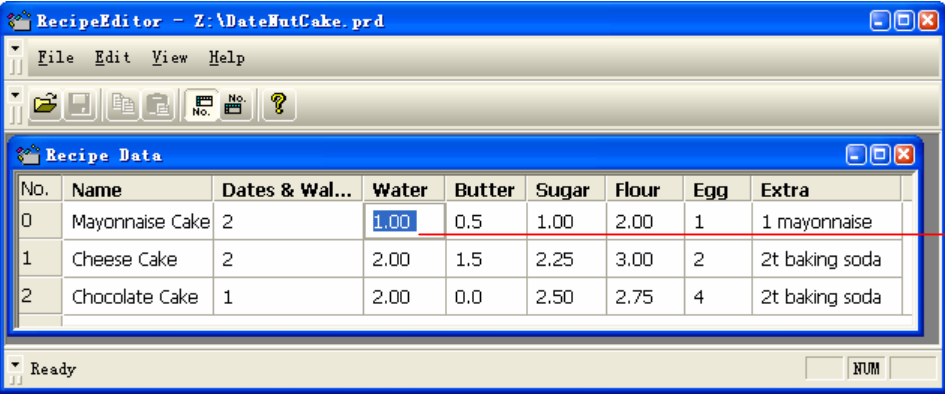 RecipeEditor - Z:\DateNutCake.prd
File Edit View Help
No. No.
Recipe Data
No. Name Dates & Wal... Water Butter Sugar Flour Egg Extra
0 Mayonnaise Cake 2 1.00 0.5 1.00 2.00 1 1 mayonnaise
1 Cheese Cake 2 2.00 1.5 2.25 3.00 2 2t baking soda
2 Chocolate Cake 1 2.00 0.0 2.50 2.75 4 2t baking soda
Ready NUM